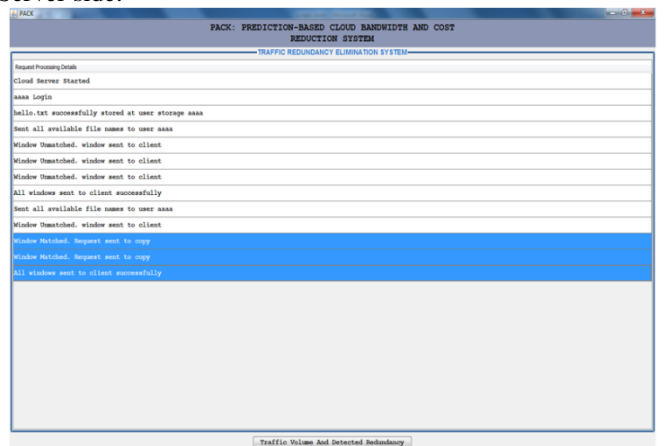 Server side.
PACK
PACK: PREDICTION-BASED CLOUD BANDWIDTH AND COST
REDUCTION SYSTEM
TRAFFIC REDUNDANCY ELIMINATION SYSTEM
Request Processing Details
Cloud Server Started
aaaa Login
hello.txt successfully stored at user storage aaaa
Sent all available file names to user aaaa
Window Unmatched. window sent to client
Window Unmatched. window sent to client
Window Unmatched. window sent to client
All windows sent to client successfully
Sent all available file names to user aaaa
Window Unmatched. window sent to client
Window Matched. Request sent to copy
Window Matched. Request sent to copy
All windows sent to client successfully
Traffic Volume And Detected Redundancy